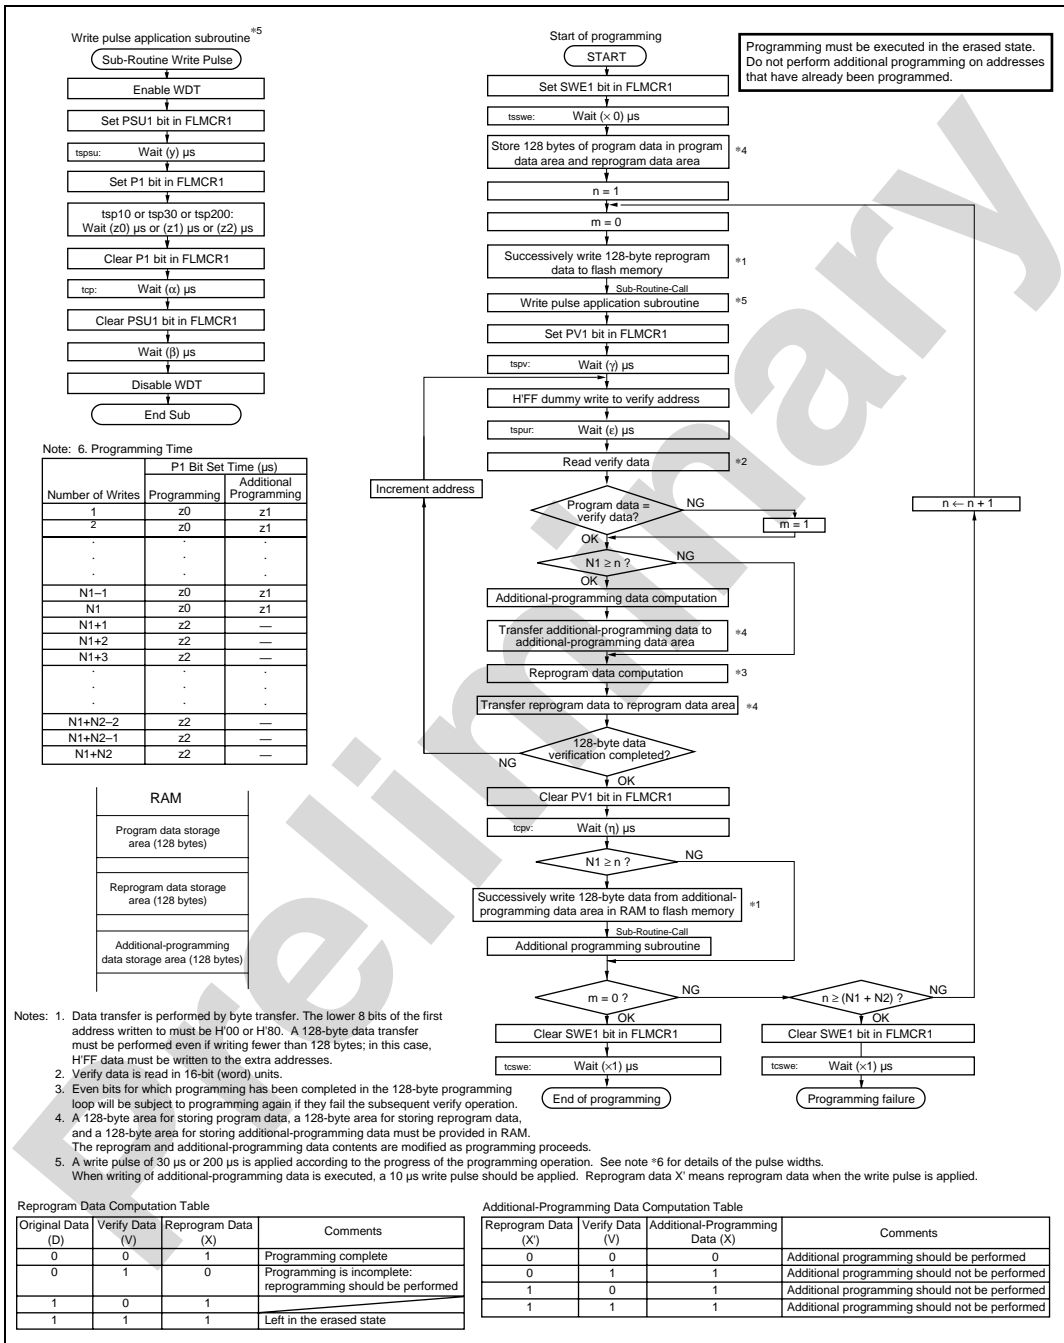 Write pulse application subroutine*5
Sub-Routine Write Pulse
Enable WDT
Set PSU1 bit in FLMCR1
tspsu: Wait (y) µs
Set P1 bit in FLMCR1
tsp10 or tsp30 or tsp200:
Wait (z0) µs or (z1) µs or (z2) µs
Clear P1 bit in FLMCR1
tcp: Wait (α) µs
Clear PSU1 bit in FLMCR1
Wait (β) µs
Disable WDT
End Sub
Note: 6. Programming Time
P1 Bit Set Time (µs)
Number of Writes Programming Additional Programming
1 z0 z1
2 z0 z1
. . .
. . .
. . .
N1–1 z0 z1
N1 z0 z1
N1+1 z2 —
N1+2 z2 —
N1+3 z2 —
. . .
. . .
. . .
N1+N2–2 z2 —
N1+N2–1 z2 —
N1+N2 z2 —
RAM
Program data storage
area (128 bytes)
Reprogram data storage
area (128 bytes)
Additional-programming
data storage area (128 bytes)
Start of programming
START
Programming must be executed in the erased state.
Do not perform additional programming on addresses
that have already been programmed.
Set SWE1 bit in FLMCR1
tsswe: Wait (× 0) µs
Store 128 bytes of program data in program
data area and reprogram data area *4
n = 1
m = 0
Successively write 128-byte reprogram
data to flash memory *1
Sub-Routine-Call
Write pulse application subroutine *5
Set PV1 bit in FLMCR1
tspv: Wait (γ) µs
H'FF dummy write to verify address
tspur: Wait (ε) µs
Read verify data *2
Increment address
Program data =
verify data?
NG
m = 1
OK
n ← n + 1
N1 ≥ n ?
NG
OK
Additional-programming data computation
Transfer additional-programming data to
additional-programming data area *4
Reprogram data computation *3
Transfer reprogram data to reprogram data area *4
128-byte data
verification completed?
NG
OK
Clear PV1 bit in FLMCR1
tcpv: Wait (η) µs
N1 ≥ n ?
NG
Successively write 128-byte data from additional-
programming data area in RAM to flash memory *1
Sub-Routine-Call
Additional programming subroutine
m = 0 ?
NG
n ≥ (N1 + N2) ?
NG
OK
OK
Clear SWE1 bit in FLMCR1
Clear SWE1 bit in FLMCR1
tcswe: Wait (×1) µs
tcswe: Wait (×1) µs
End of programming
Programming failure
Notes: 1. Data transfer is performed by byte transfer. The lower 8 bits of the first
address written to must be H'00 or H'80. A 128-byte data transfer
must be performed even if writing fewer than 128 bytes; in this case,
H'FF data must be written to the extra addresses.
2. Verify data is read in 16-bit (word) units.
3. Even bits for which programming has been completed in the 128-byte programming
loop will be subject to programming again if they fail the subsequent verify operation.
4. A 128-byte area for storing program data, a 128-byte area for storing reprogram data,
and a 128-byte area for storing additional-programming data must be provided in RAM.
The reprogram and additional-programming data contents are modified as programming proceeds.
5. A write pulse of 30 µs or 200 µs is applied according to the progress of the programming operation. See note *6 for details of the pulse widths.
When writing of additional-programming data is executed, a 10 µs write pulse should be applied. Reprogram data X' means reprogram data when the write pulse is applied.
Reprogram Data Computation Table
Original Data (D) Verify Data (V) Reprogram Data (X) Comments
0 0 1 Programming complete
0 1 0 Programming is incomplete:
reprogramming should be performed
1 0 1
1 1 1 Left in the erased state
Additional-Programming Data Computation Table
Reprogram Data (X') Verify Data (V) Additional-Programming Data (X) Comments
0 0 0 Additional programming should be performed
0 1 1 Additional programming should not be performed
1 0 1 Additional programming should not be performed
1 1 1 Additional programming should not be performed
Preliminary